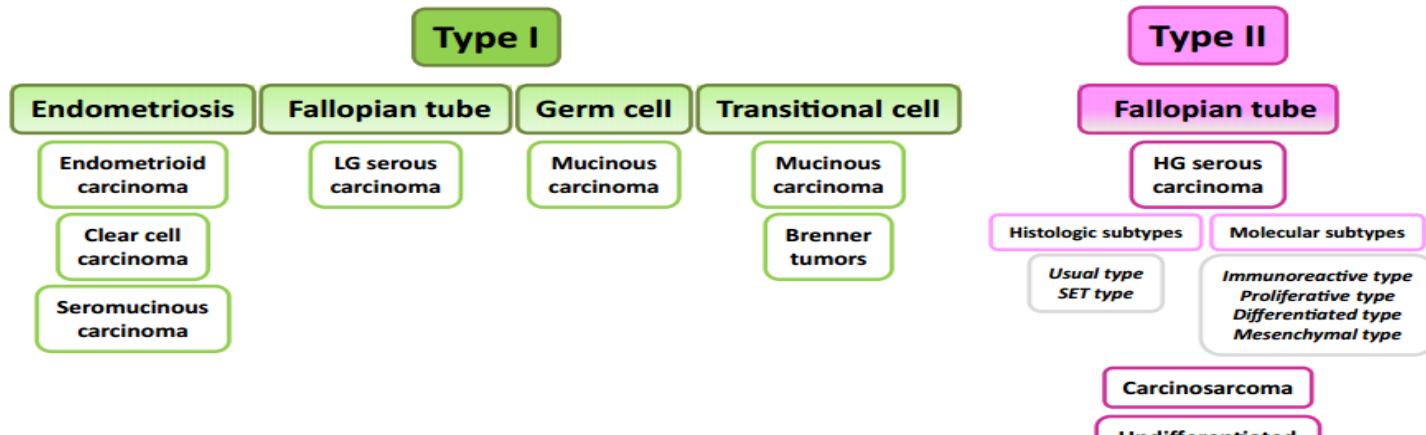 Type I
Type II
Endometriosis
Fallopian tube
Germ cell
Transitional cell
Fallopian tube
Endometrioid
carcinoma
LG serous
carcinoma
Mucinous
carcinoma
Mucinous
carcinoma
HG serous
carcinoma
Clear cell
carcinoma
Brenner
tumors
Histologic subtypes
Molecular subtypes
Usual type
SET type
Immunoreactive type
Proliferative type
Differentiated type
Mesenchymal type
Seromucinous
carcinoma
Carcinosarcoma
Undifferentiated